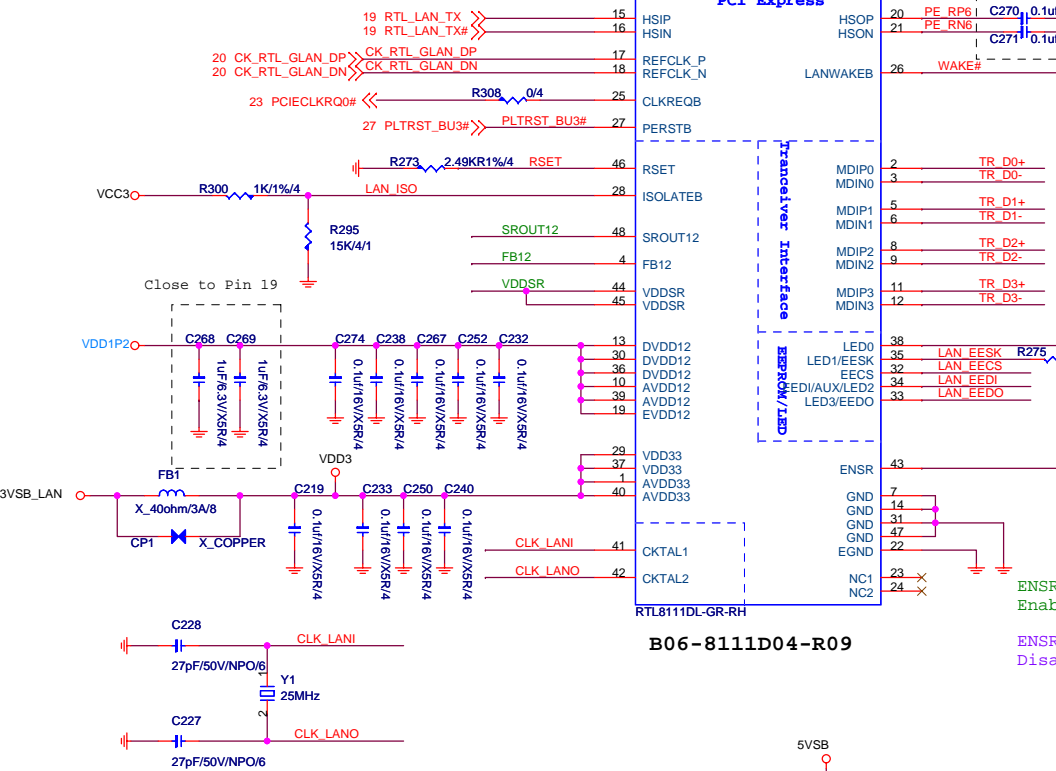 PCI Express
19 RTL_LAN_TX 15 HSIP HSOP 20 PE_RP6 C270 0.1uf
19 RTL_LAN_TX# 16 HSIN HSON 21 PE_RN6 C271 0.1uf
20 CK_RTL_GLAN_DP CK_RTL_GLAN_DP 17 REFCLK_P
20 CK_RTL_GLAN_DN CK_RTL_GLAN_DN 18 REFCLK_N LANWAKEB 26 WAKE#
23 PCIECLKRQ0# R308 0/4 25 CLKREQB
27 PLTRST_BU3# PLTRST_BU3# 27 PERSTB
R273 2.49KR1%/4 RSET 46 RSET MDIP0 2 TR_D0+
MDIN0 3 TR_D0-
VCC3 R300 1K/1%/4 LAN_ISO 28 ISOLATEB
MDIP1 5 TR_D1+
MDIN1 6 TR_D1-
R295
15K/4/1
SROUT12 48 SROUT12
MDIP2 8 TR_D2+
FB12 4 FB12 MDIN2 9 TR_D2-
VDDSR 44 VDDSR MDIP3 11 TR_D3+
45 VDDSR MDIN3 12 TR_D3-
Tranceiver Interface
Close to Pin 19
VDD1P2 C268 C269 C274 C238 C267 C252 C232
1uF/6.3V/X5R/4
1uF/6.3V/X5R/4
0.1uf/16V/X5R/4
0.1uf/16V/X5R/4
0.1uf/16V/X5R/4
0.1uf/16V/X5R/4
0.1uf/16V/X5R/4
13 DVDD12 LED0 38
30 DVDD12 LED1/EESK 35 LAN_EESK R275
36 DVDD12 EECS 32 LAN_EECS
10 AVDD12 EEDI/AUX/LED2 34 LAN_EEDI
39 AVDD12 LED3/EEDO 33 LAN_EEDO
19 EVDD12
EEPROM/LED
VDD3
29 VDD33
37 VDD33 ENSR 43
1 AVDD33
40 AVDD33
FB1
3VSB_LAN
X_40ohm/3A/8
CP1 X_COPPER
C219 C233 C250 C240
0.1uf/16V/X5R/4
0.1uf/16V/X5R/4
0.1uf/16V/X5R/4
0.1uf/16V/X5R/4
GND 7
GND 14
GND 31
GND 47
EGND 22
CLK_LANI 41 CKTAL1
CLK_LANO 42 CKTAL2
NC1 23
NC2 24
RTL8111DL-GR-RH
B06-8111D04-R09
ENSR
Enab
ENSR
Disa
C228
CLK_LANI
27pF/50V/NPO/6
1
Y1
25MHz
2
C227
CLK_LANO
27pF/50V/NPO/6
5VSB